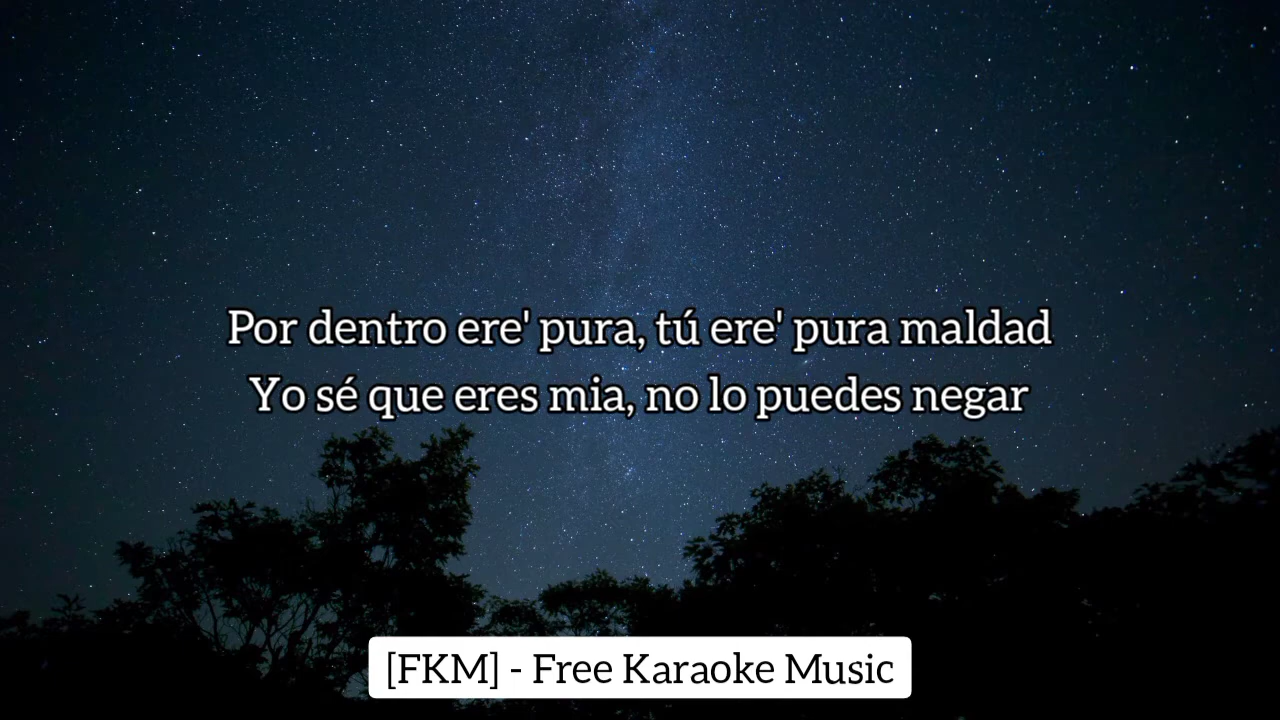 Por dentro ere' pura, tú ere' pura maldad
Yo sé que eres mia, no lo puedes negar
[FKM] - Free Karaoke Music